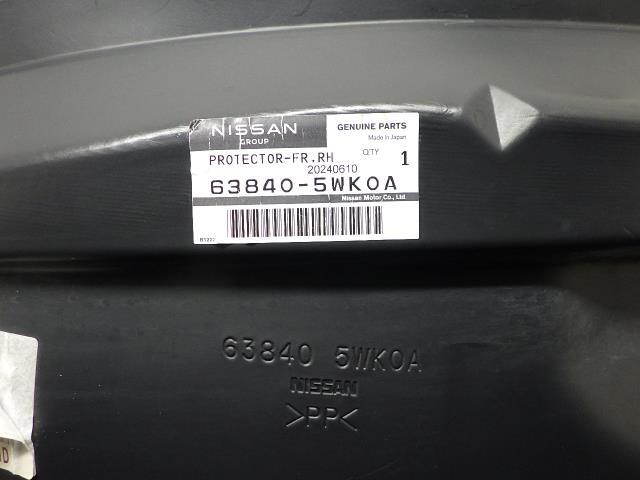 NISSAN
GROUP
GENUINE PARTS
Made in Japan
PROTECTOR-FR.RH
Q'TY 1
20240610
63840-5WK0A
Nissan Motor Co., Ltd.
63840 5WK0A
NISSAN
>PP<